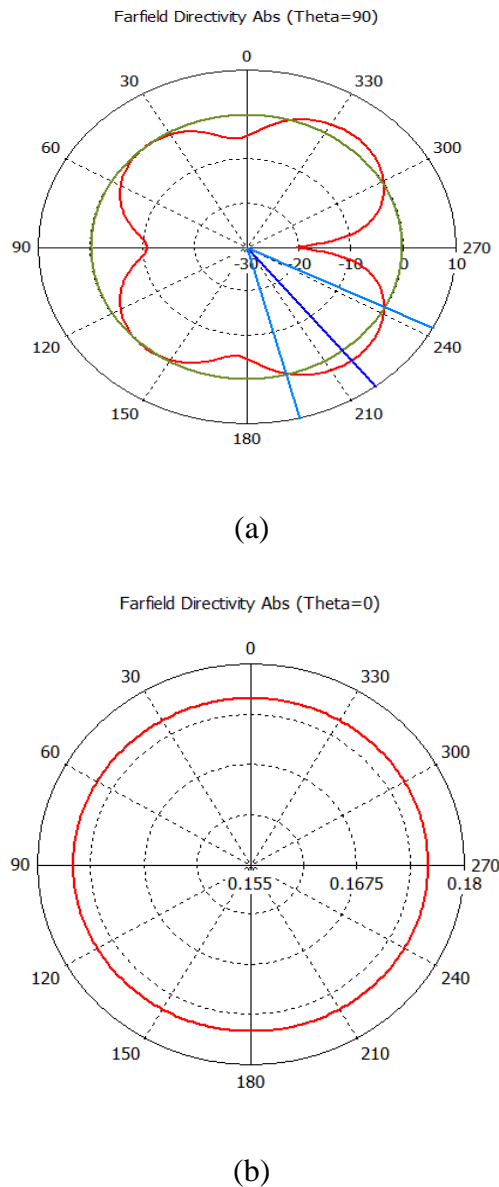 Farfield Directivity Abs (Theta=90)
0
30 330
60 300
90 -30 -20 -10 0 10 270
120 240
150 210
180
(a)
Farfield Directivity Abs (Theta=0)
0
30 330
60 300
90 270
0.155 0.1675 0.18
120 240
150 210
180
(b)